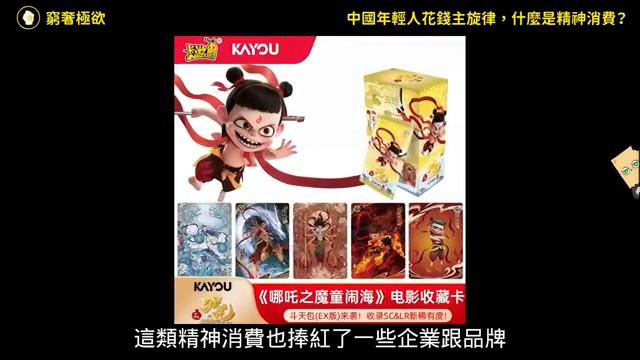 窮奢極欲
中國年輕人花錢主旋律，什麼是精神消費？
卡游
KAYOU
KAYOU
《哪吒之魔童闹海》电影收藏卡
斗天包(EX版)来袭！ 收录SC&LR新稀有度!
這類精神消費也捧紅了一些企業跟品牌